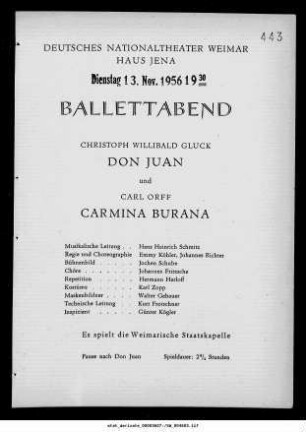 443
DEUTSCHES NATIONALTHEATER WEIMAR
HAUS JENA
Dienstag 13. Nov. 1956 19 30
BALLETTABEND
CHRISTOPH WILLIBALD GLUCK
DON JUAN
und
CARL ORFF
CARMINA BURANA
Musikalische Leitung . . Hans Heinrich Schmitz
Regie und Choreographie Emmy Köhler, Johannes Richter
Bühnenbild . . . . Jochen Schube
Chöre . . . . . . Johannes Fritzsche
Repetition . . . . . Hermann Harloff
Kostüme . . . . . Karl Zopp
Maskenbildner . . . Walter Gebauer
Technische Leitung . . Kurt Fratschner
Inspizient . . . . . Günter Kögler
Es spielt die Weimarische Staatskapelle
Pause nach Don Juan Spieldauer: 2¼ Stunden